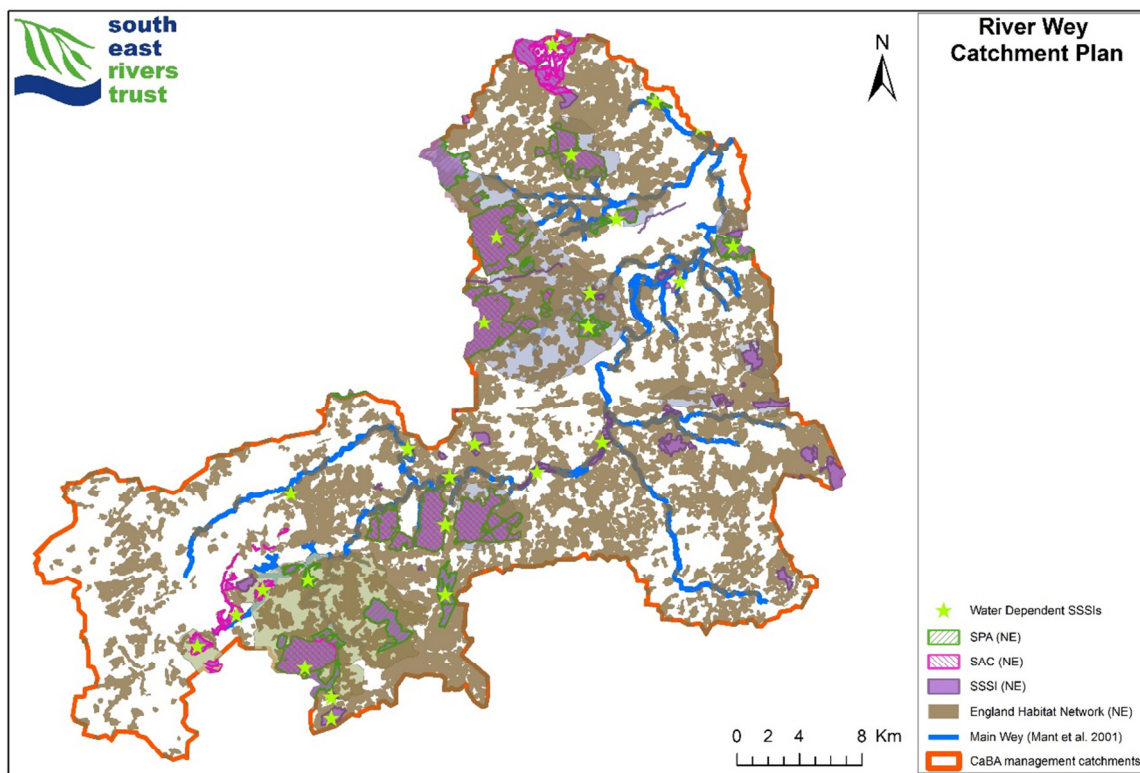 south
east
rivers
trust
River Wey
Catchment Plan
N
Water Dependent SSSIs
SPA (NE)
SAC (NE)
SSSI (NE)
England Habitat Network (NE)
Main Wey (Mant et al. 2001)
CaBA management catchments
0 2 4 8 Km